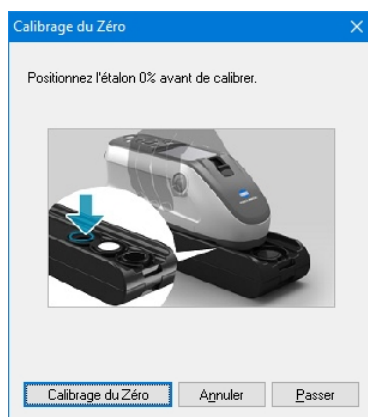 Calibrage du Zéro
Positionnez l'étalon 0% avant de calibrer.
Calibrage du Zéro
Annuler
Passer